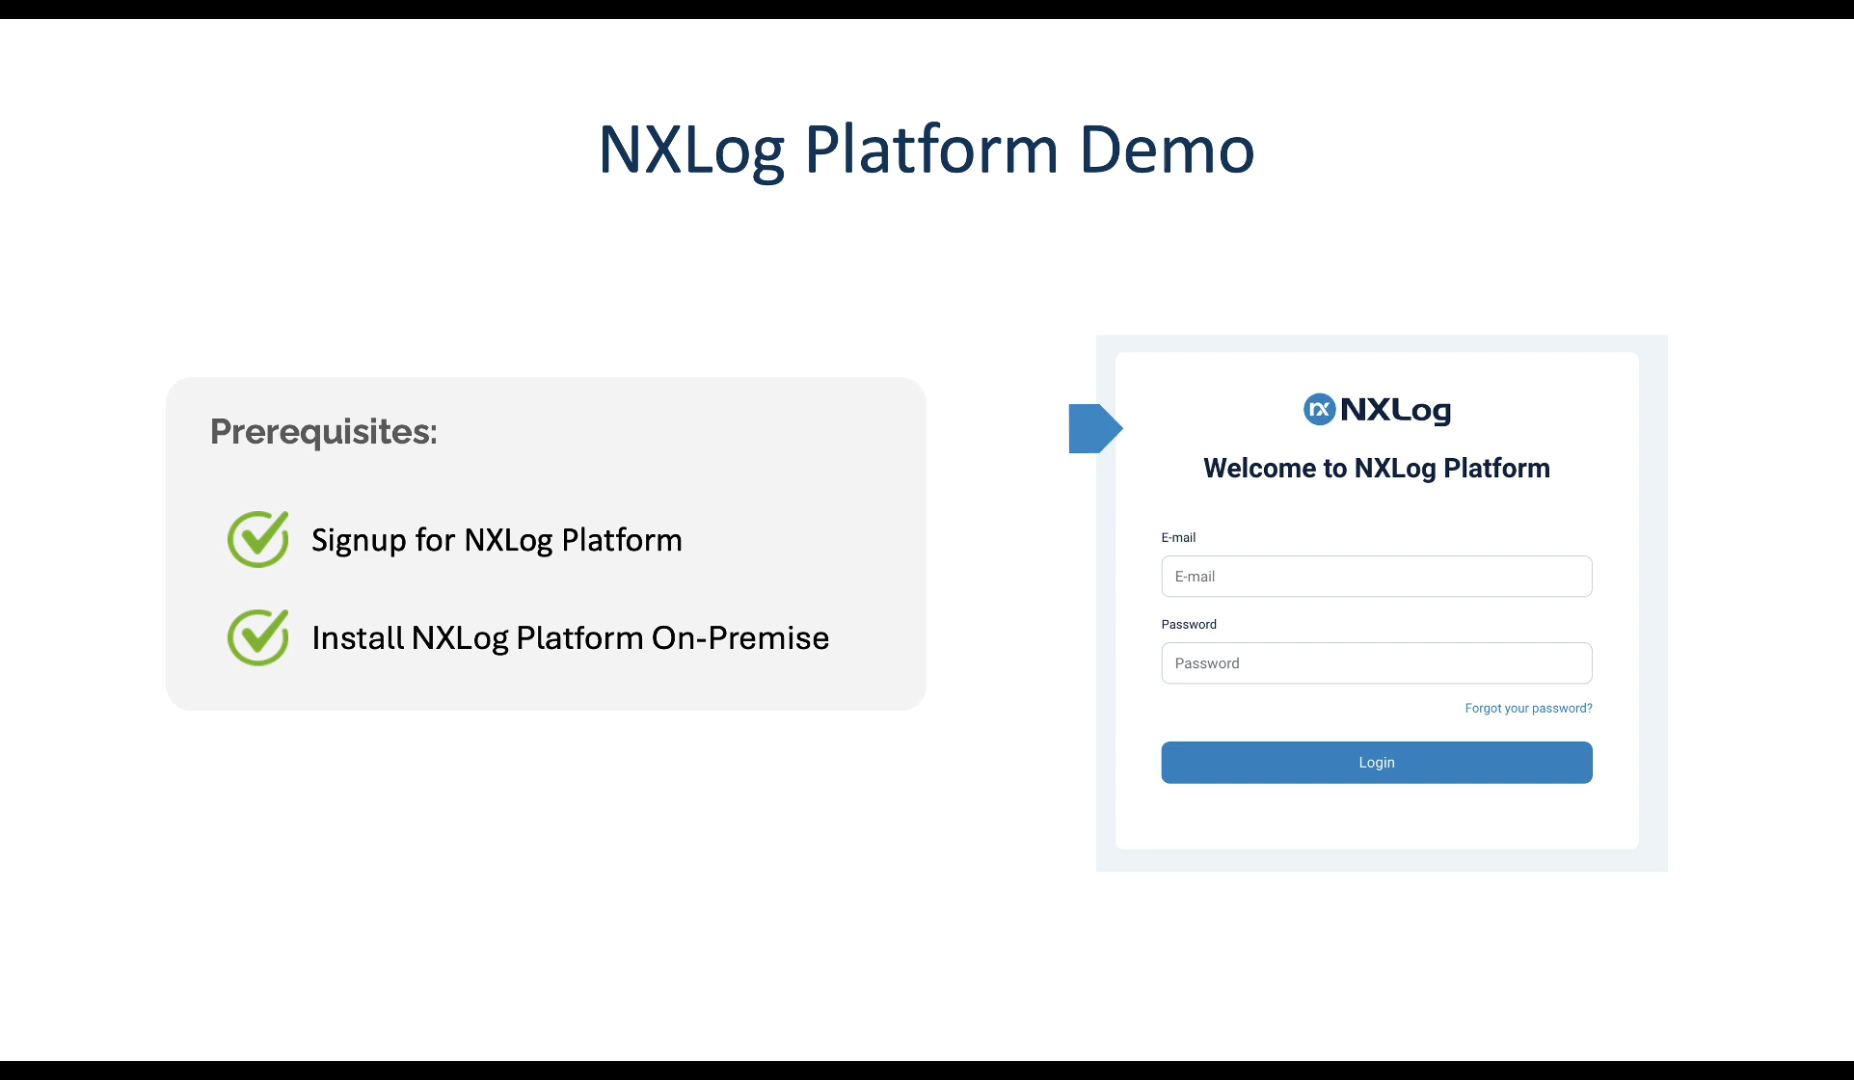 NXLog Platform Demo
Prerequisites:
Signup for NXLog Platform
Install NXLog Platform On-Premise
nx NXLog
Welcome to NXLog Platform
E-mail
E-mail
Password
Password
Forgot your password?
Login